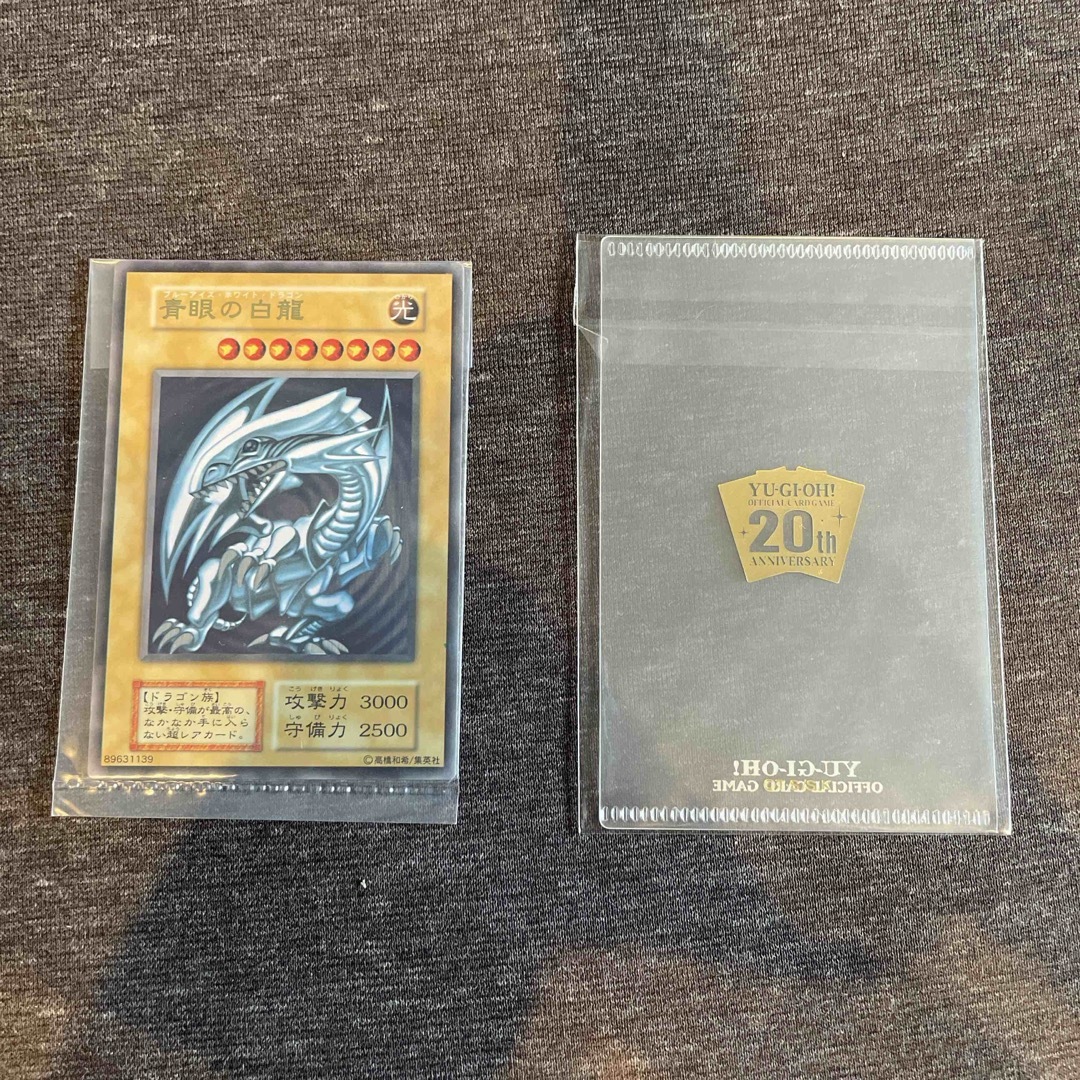 ブルーアイズ・ホワイト・ドラゴン
青眼の白龍
光
【ドラゴン族】
攻撃・守備が最高の、
なかなか手に入ら
ない超レアカード。
こう げき りょく
攻撃力 3000
しゅ び りょく
守備力 2500
89631139
©高橋和希/集英社
YU-GI-OH!
OFFICIAL CARD GAME
20th
ANNIVERSARY
YU-GI-OH!
OFFICIAL CARD GAME